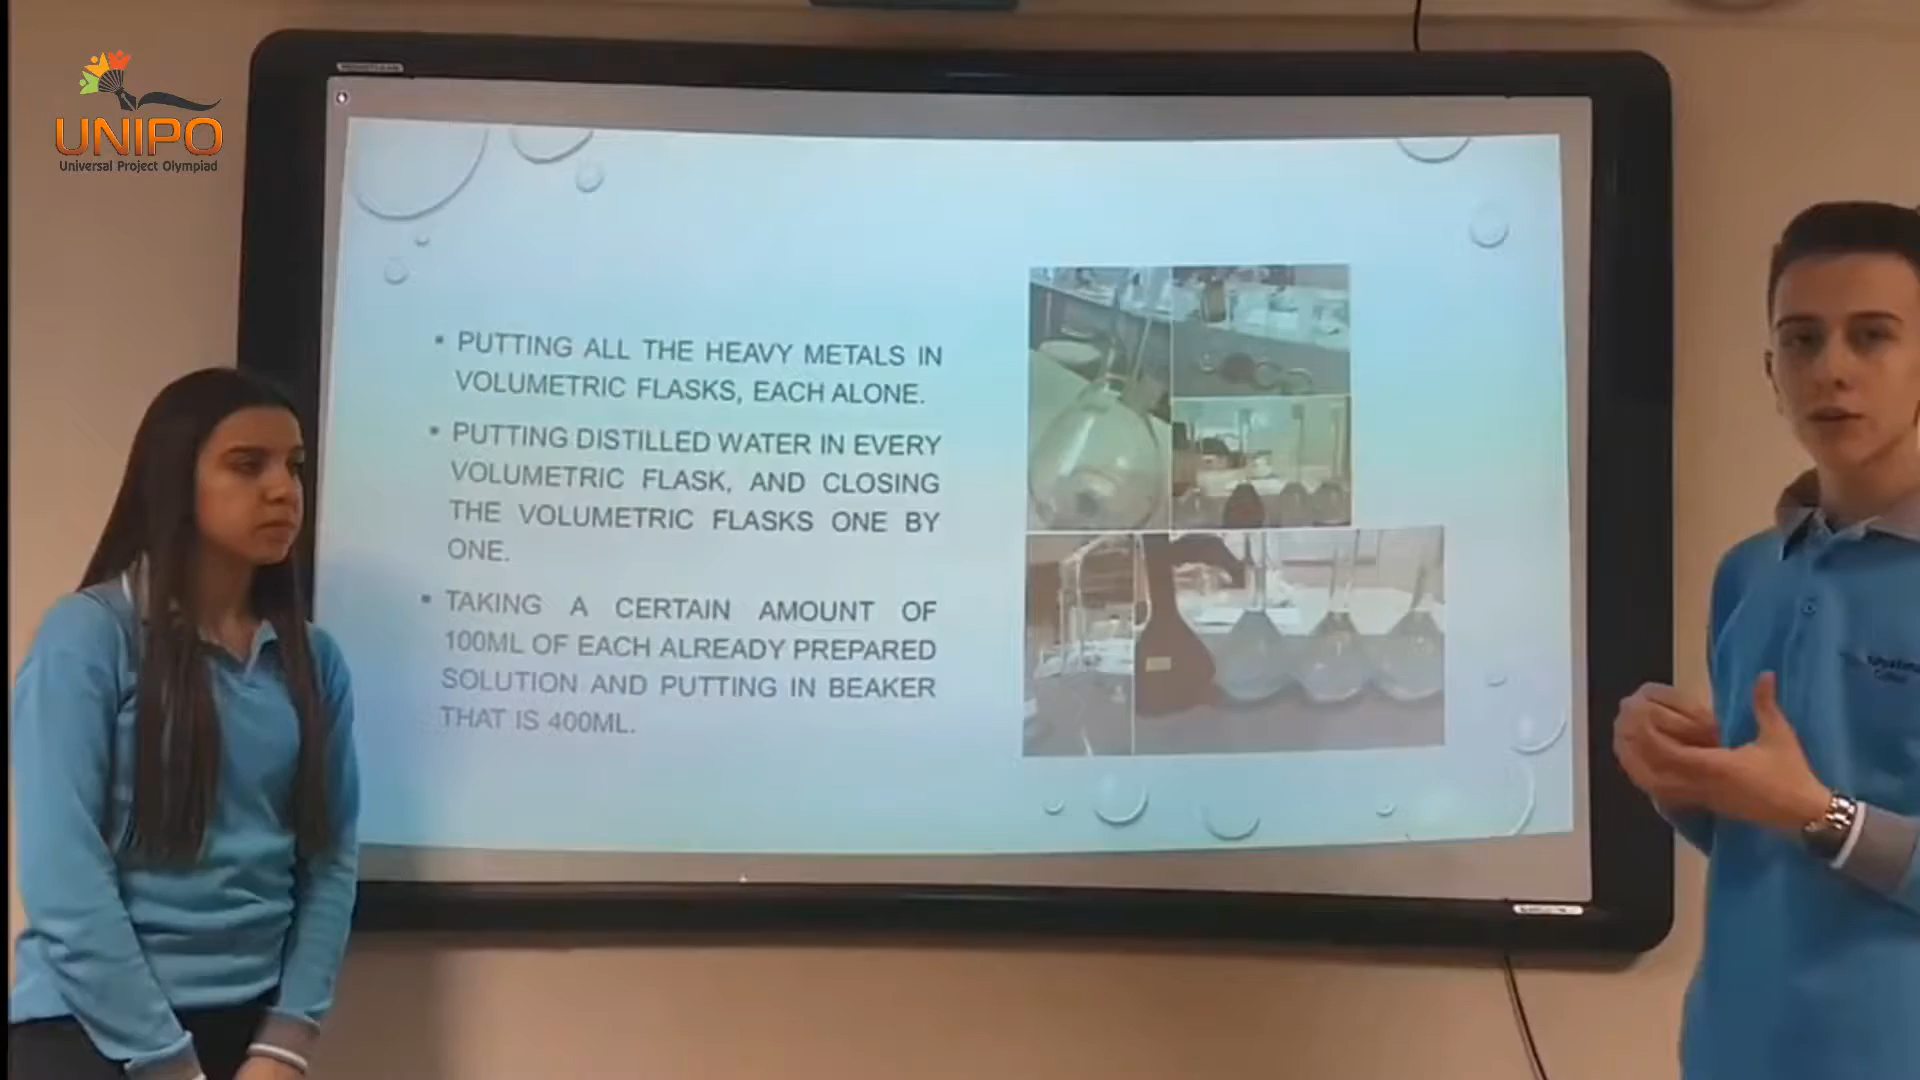 UNIPO
Universal Project Olympiad
▪ PUTTING ALL THE HEAVY METALS IN
VOLUMETRIC FLASKS, EACH ALONE.
▪ PUTTING DISTILLED WATER IN EVERY
VOLUMETRIC FLASK, AND CLOSING
THE VOLUMETRIC FLASKS ONE BY
ONE.
▪ TAKING A CERTAIN AMOUNT OF
100ML OF EACH ALREADY PREPARED
SOLUTION AND PUTTING IN BEAKER
THAT IS 400ML.